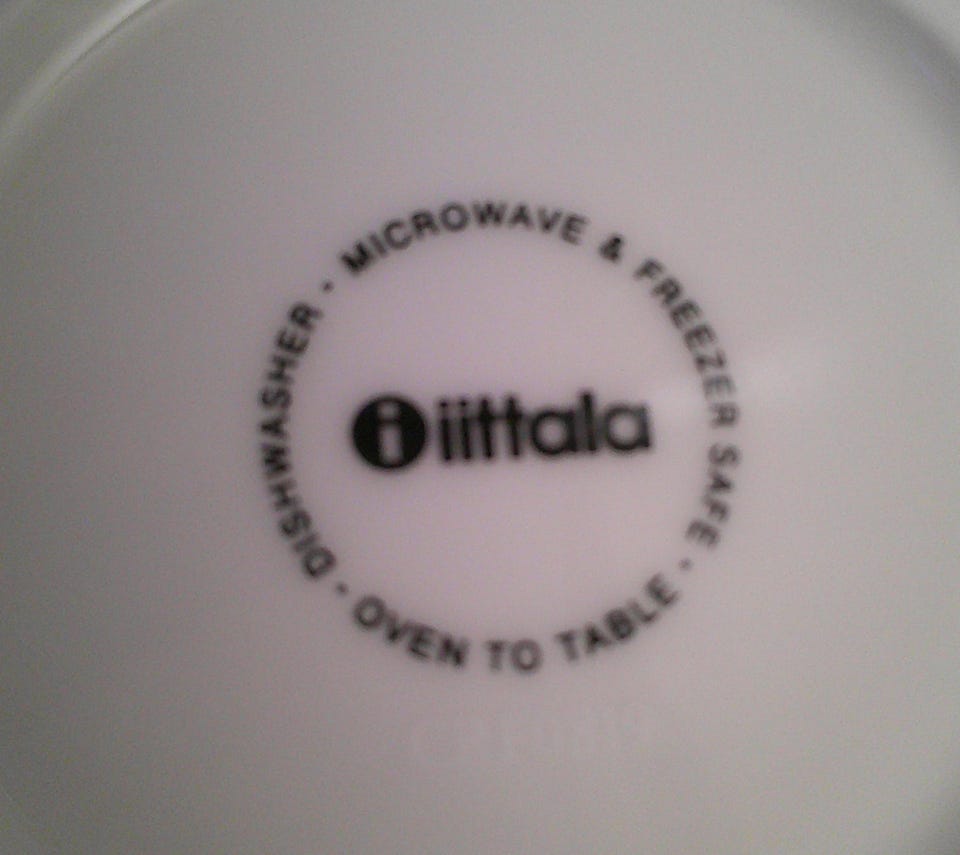 DISHWASHER · MICROWAVE & FREEZER SAFE · OVEN TO TABLE ·
i iittala